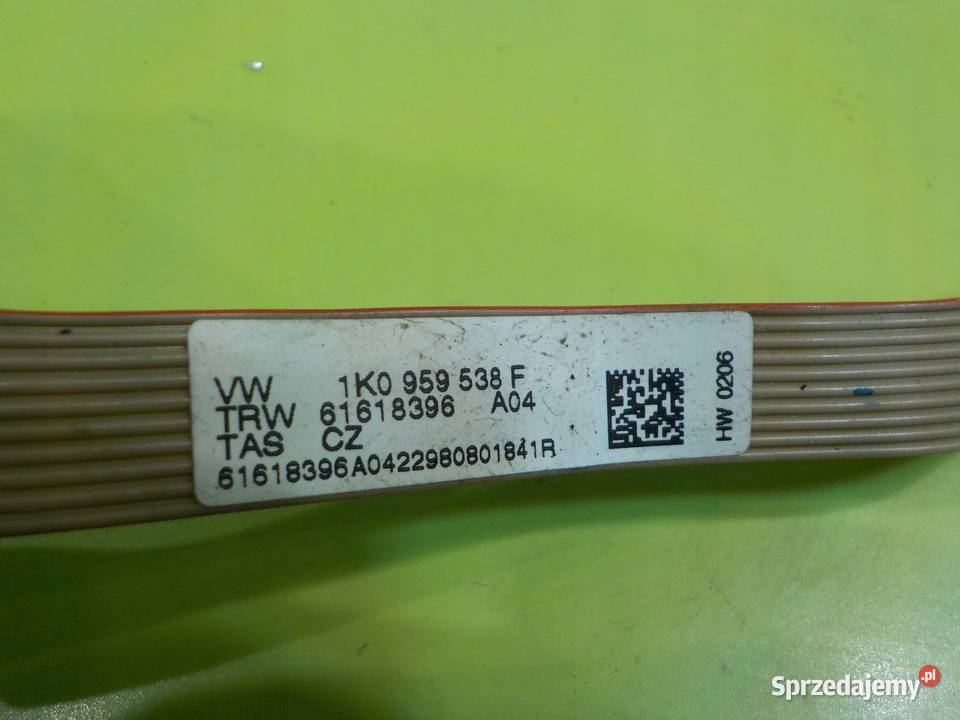 VW 1K0 959 538 F
TRW 61618396 A04
TAS CZ
61618396A0422980801841R
HW 0206
Sprzedajemy.pl